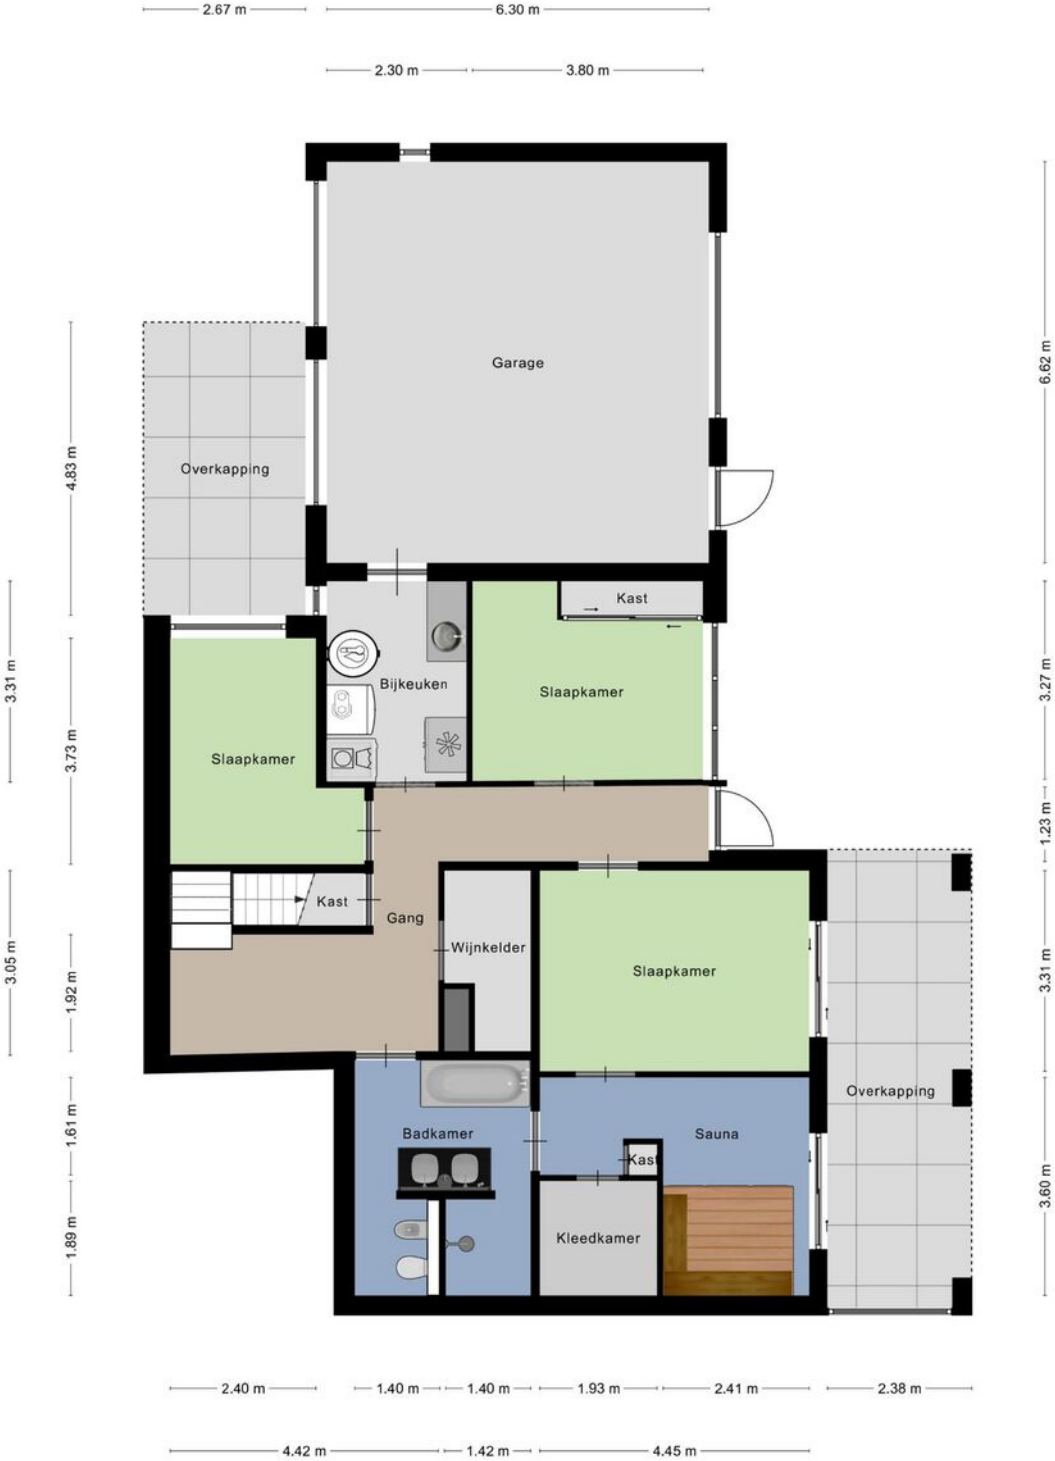 2.67 m
6.30 m
2.30 m
3.80 m
Garage
6.62 m
4.83 m
Overkapping
Kast
3.31 m
3.73 m
Bijkeuken
Slaapkamer
3.27 m
Slaapkamer
1.23 m
Kast
Gang
Wijnkelder
3.05 m
1.92 m
Slaapkamer
3.31 m
Overkapping
1.61 m
Badkamer
Sauna
Kast
3.60 m
1.89 m
Kleedkamer
2.40 m
1.40 m
1.40 m
1.93 m
2.41 m
2.38 m
4.42 m
1.42 m
4.45 m